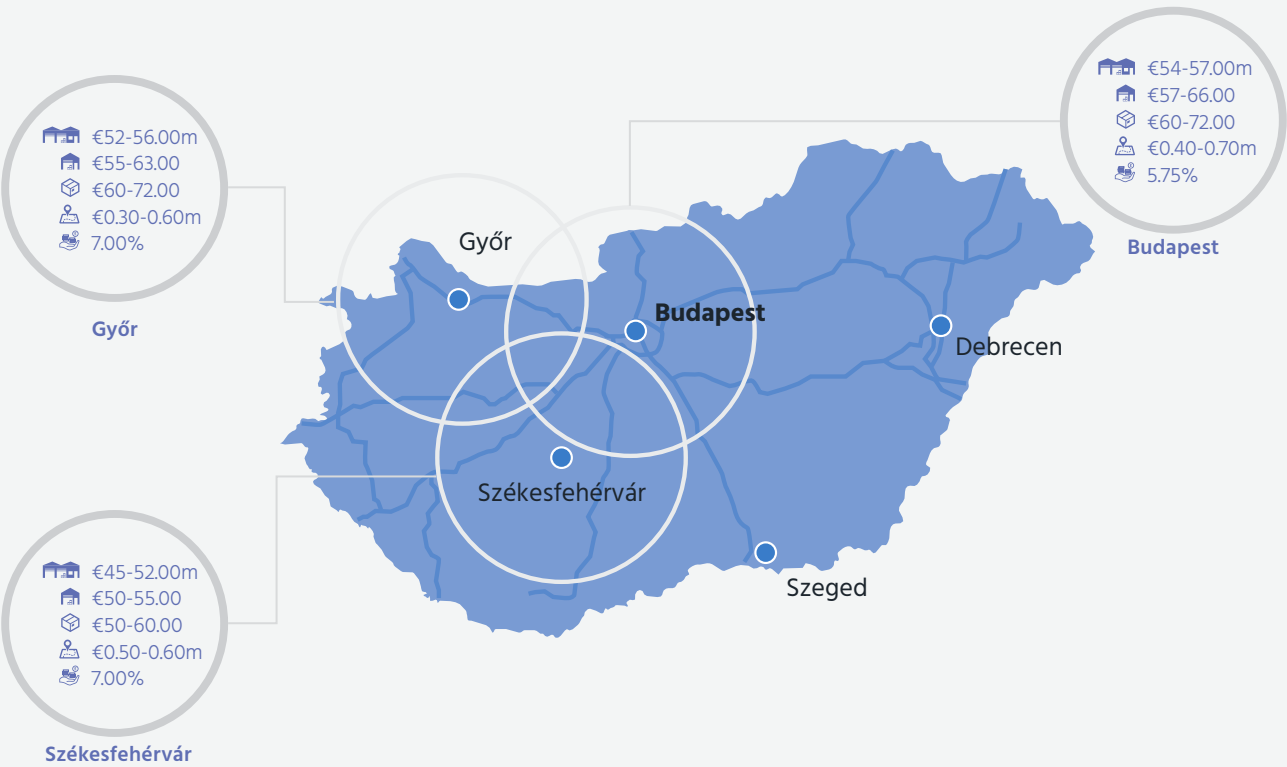 €54-57.00m
€57-66.00
€60-72.00
€0.40-0.70m
5.75%
Budapest
€52-56.00m
€55-63.00
€60-72.00
€0.30-0.60m
7.00%
Győr
Győr
Budapest
Debrecen
Székesfehérvár
Szeged
€45-52.00m
€50-55.00
€50-60.00
€0.50-0.60m
7.00%
Székesfehérvár